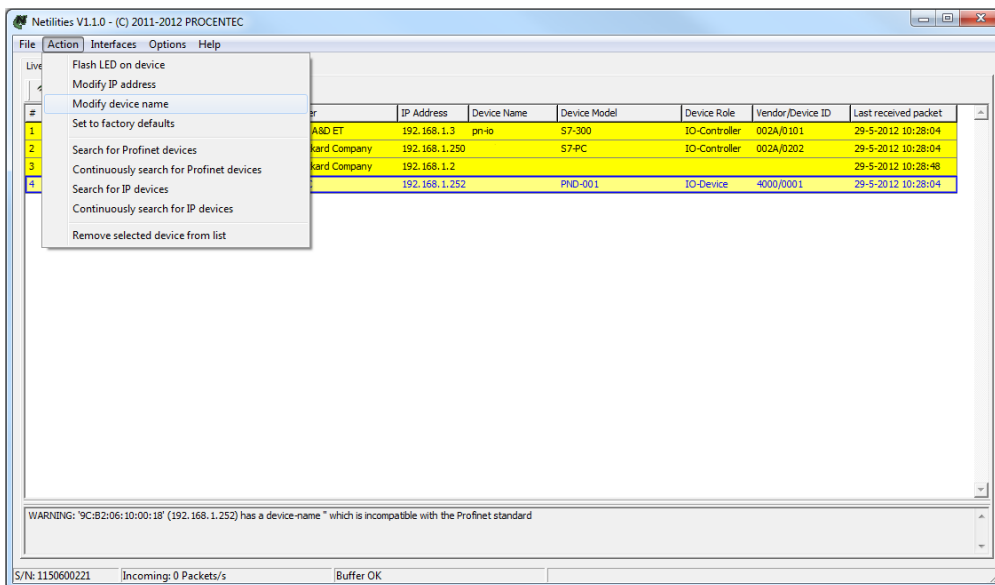 Netilities V1.1.0 - (C) 2011-2012 PROCENTEC
File Action Interfaces Options Help
Live
Flash LED on device
Modify IP address
Modify device name
Set to factory defaults
Search for Profinet devices
Continuously search for Profinet devices
Search for IP devices
Continuously search for IP devices
Remove selected device from list
# IP Address Device Name Device Model Device Role Vendor/Device ID Last received packet
1 A&D ET 192.168.1.3 pn-io S7-300 IO-Controller 002A/0101 29-5-2012 10:28:04
2 kard Company 192.168.1.250 S7-PC IO-Controller 002A/0202 29-5-2012 10:28:04
3 kard Company 192.168.1.2 29-5-2012 10:28:48
4 192.168.1.252 PND-001 IO-Device 4000/0001 29-5-2012 10:28:04
WARNING: '9C:B2:06:10:00:18' (192.168.1.252) has a device-name '' which is incompatible with the Profinet standard
S/N: 1150600221 Incoming: 0 Packets/s Buffer OK